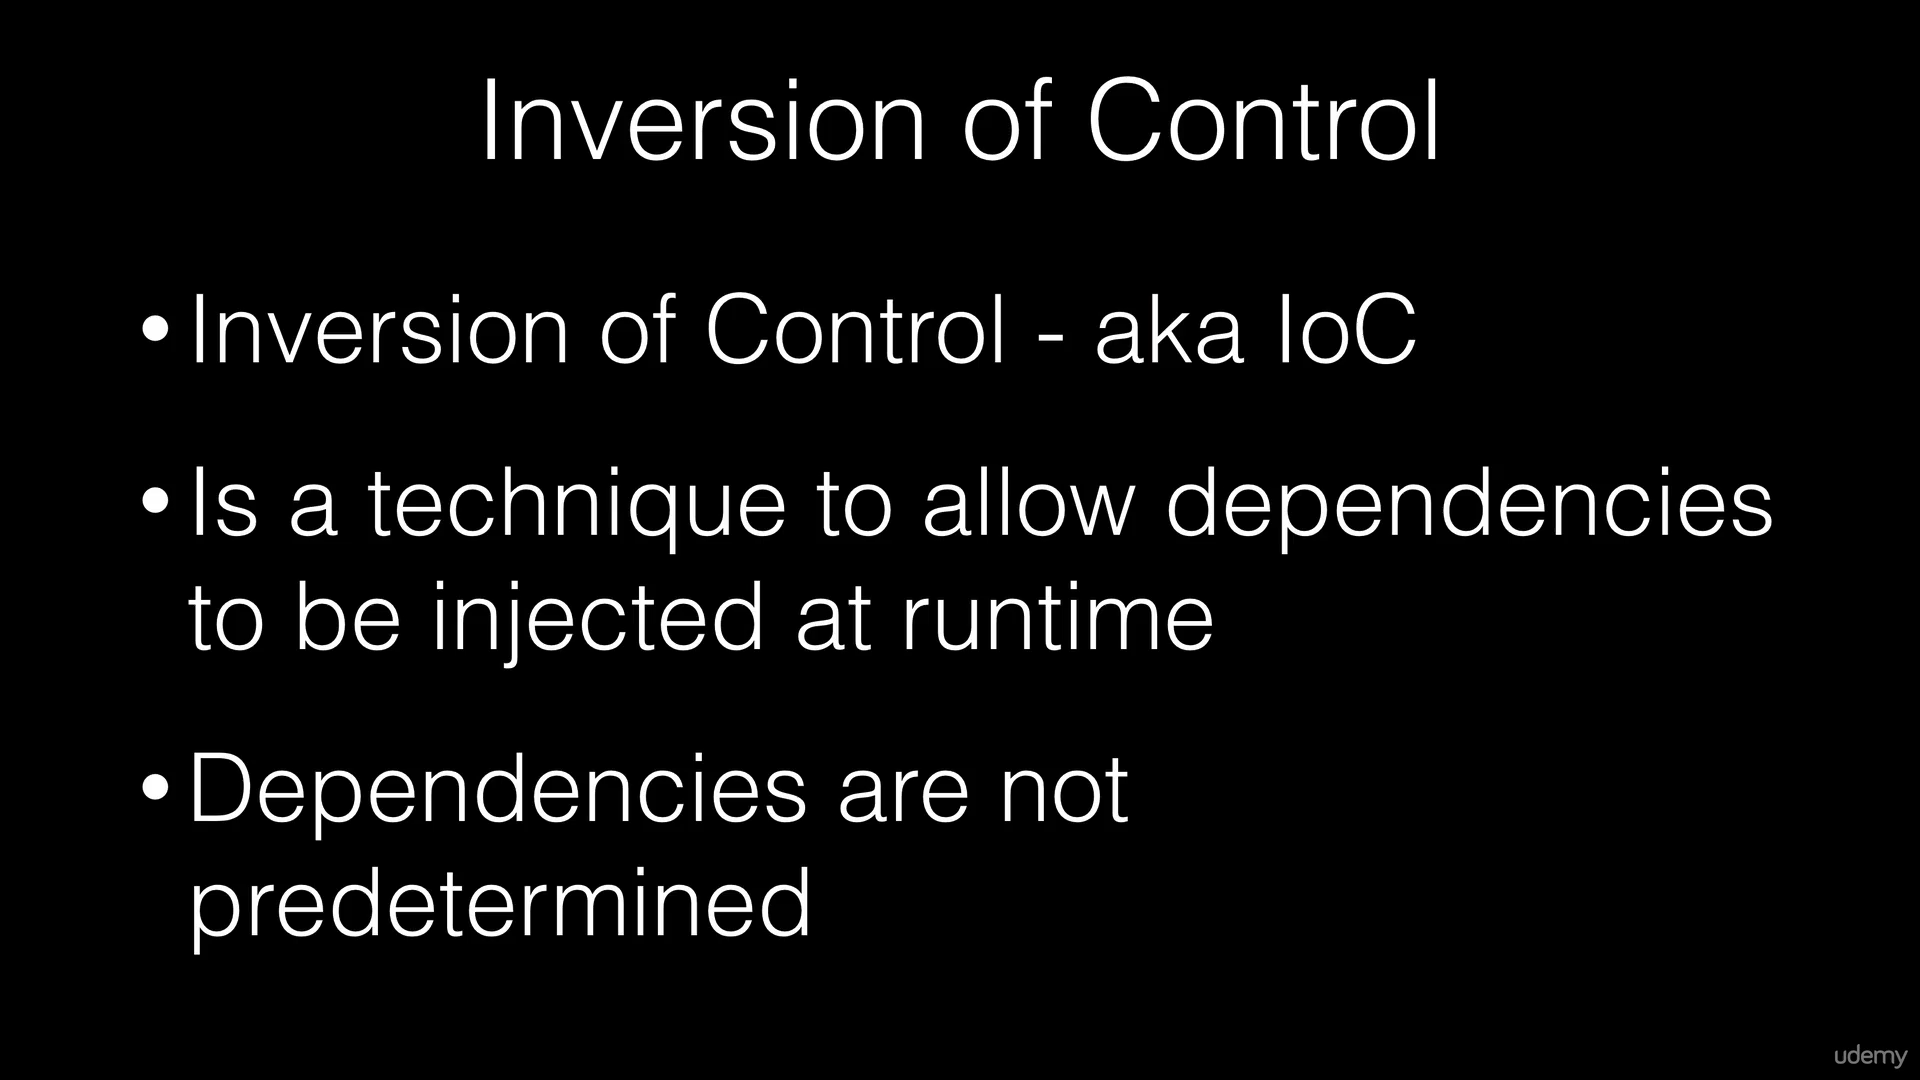 Inversion of Control
• Inversion of Control - aka IoC
• Is a technique to allow dependencies
to be injected at runtime
• Dependencies are not
predetermined
udemy